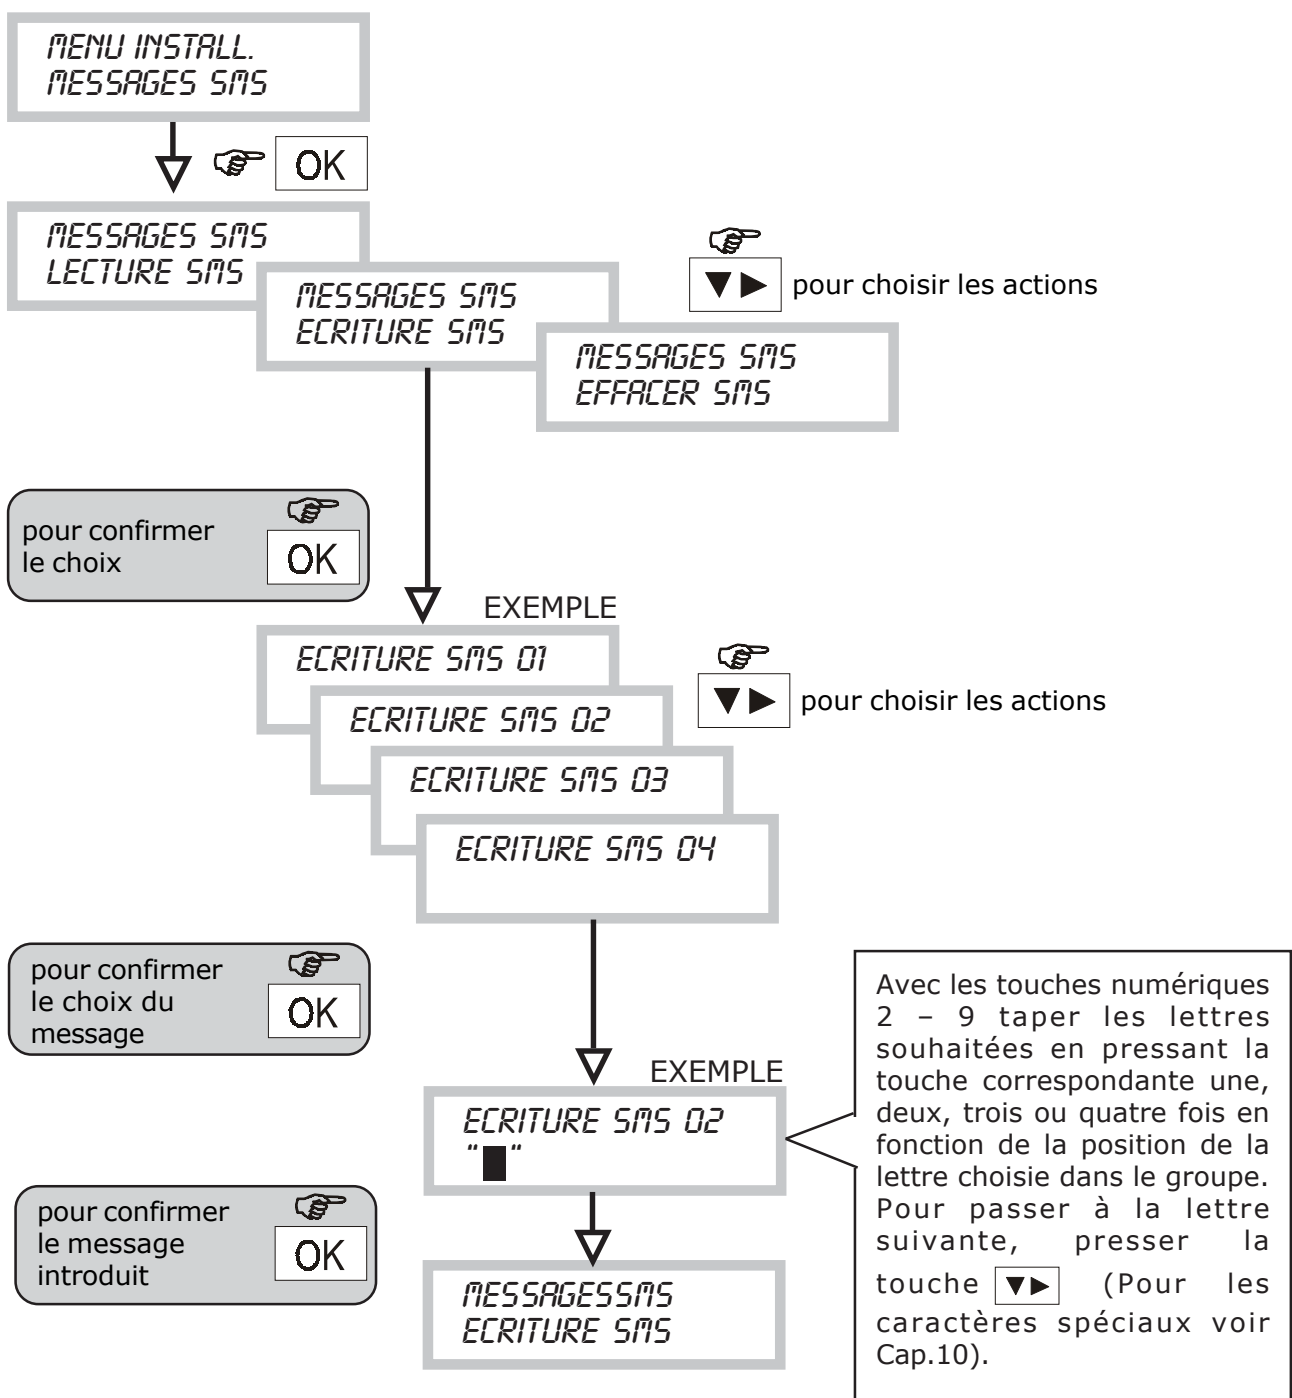 MENU INSTALL.
MESSAGES SMS
OK
MESSAGES SMS
LECTURE SMS
MESSAGES SMS
ECRITURE SMS
▼▶ pour choisir les actions
MESSAGES SMS
EFFACER SMS
pour confirmer
le choix
OK
EXEMPLE
ECRITURE SMS 01
ECRITURE SMS 02
ECRITURE SMS 03
ECRITURE SMS 04
▼▶ pour choisir les actions
pour confirmer
le choix du
message
OK
EXEMPLE
ECRITURE SMS 02
"█"
Avec les touches numériques
2 – 9 taper les lettres
souhaitées en pressant la
touche correspondante une,
deux, trois ou quatre fois en
fonction de la position de la
lettre choisie dans le groupe.
Pour passer à la lettre
suivante, presser la
touche ▼▶ (Pour les
caractères spéciaux voir
Cap.10).
pour confirmer
le message
introduit
OK
MESSAGESSMS
ECRITURE SMS